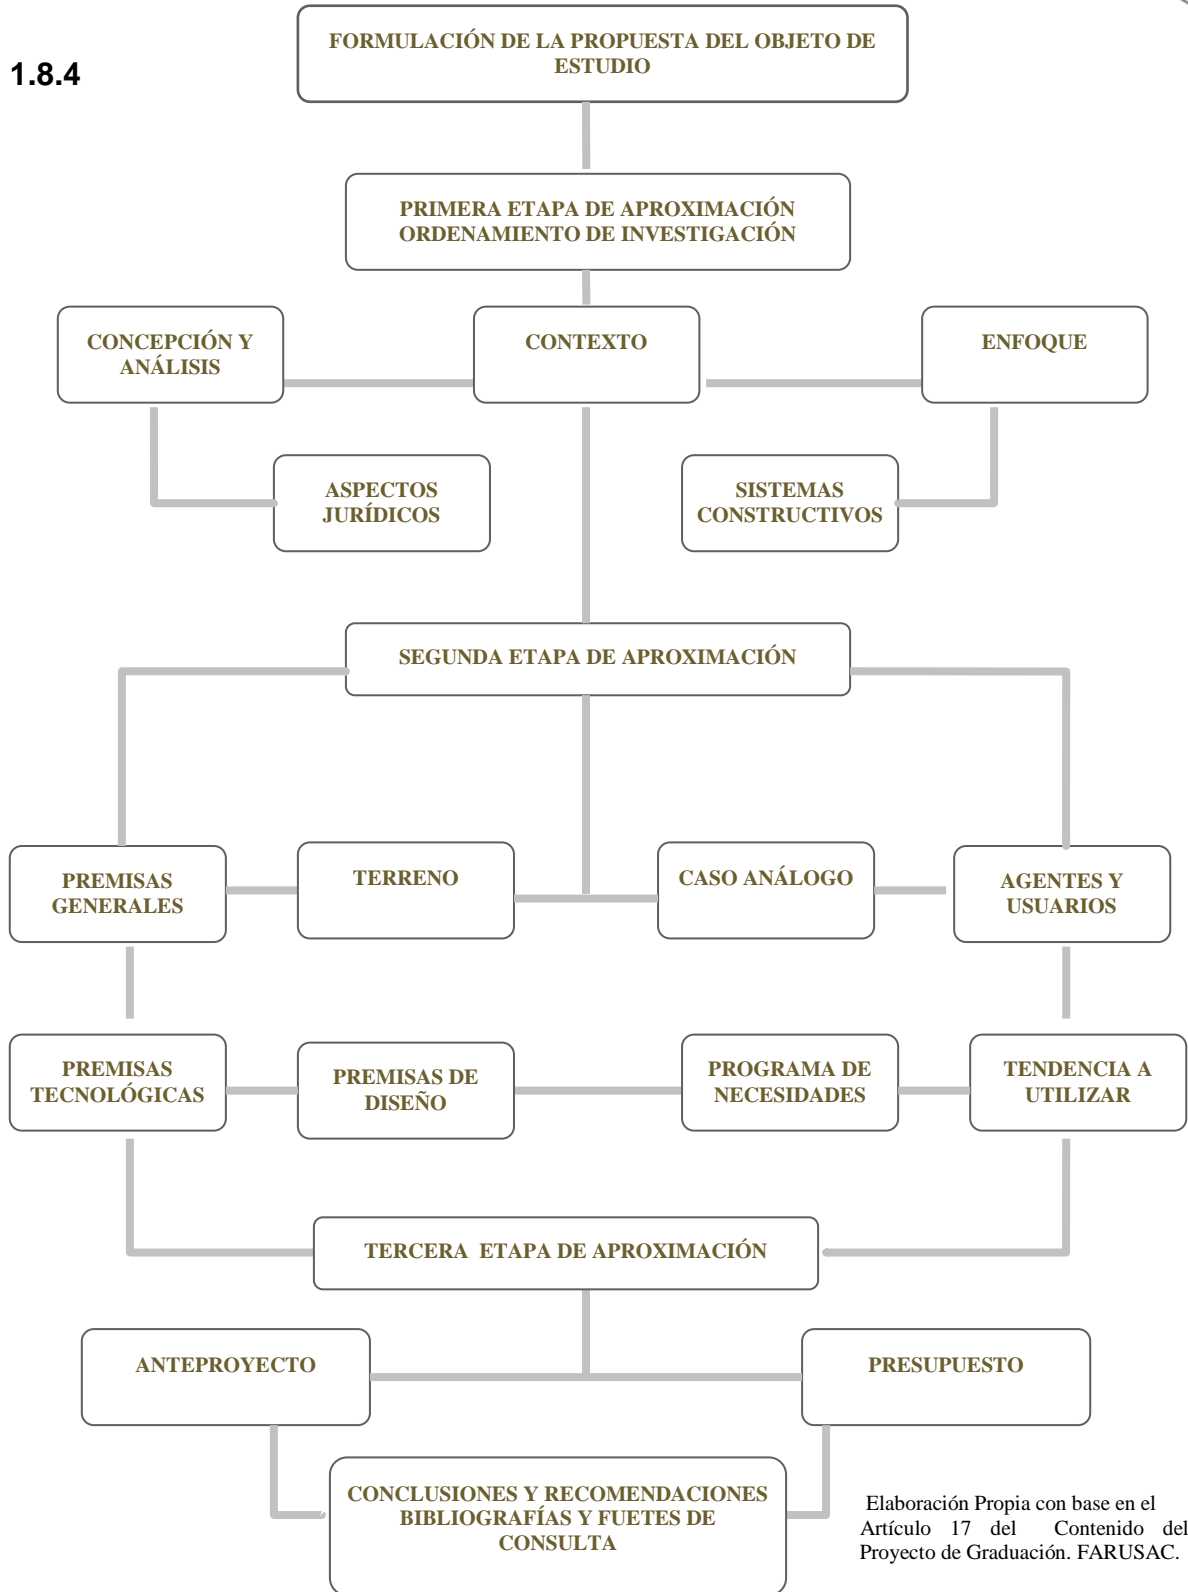 FORMULACIÓN DE LA PROPUESTA DEL OBJETO DE
ESTUDIO
1.8.4
PRIMERA ETAPA DE APROXIMACIÓN
ORDENAMIENTO DE INVESTIGACIÓN
CONCEPCIÓN Y
ANÁLISIS
CONTEXTO
ENFOQUE
ASPECTOS
JURÍDICOS
SISTEMAS
CONSTRUCTIVOS
SEGUNDA ETAPA DE APROXIMACIÓN
PREMISAS
GENERALES
TERRENO
CASO ANÁLOGO
AGENTES Y
USUARIOS
PREMISAS
TECNOLÓGICAS
PREMISAS DE
DISEÑO
PROGRAMA DE
NECESIDADES
TENDENCIA A
UTILIZAR
TERCERA  ETAPA DE APROXIMACIÓN
ANTEPROYECTO
PRESUPUESTO
CONCLUSIONES Y RECOMENDACIONES
BIBLIOGRAFÍAS Y FUETES DE
CONSULTA
Elaboración Propia con base en el
Artículo 17 del Contenido del
Proyecto de Graduación. FARUSAC.